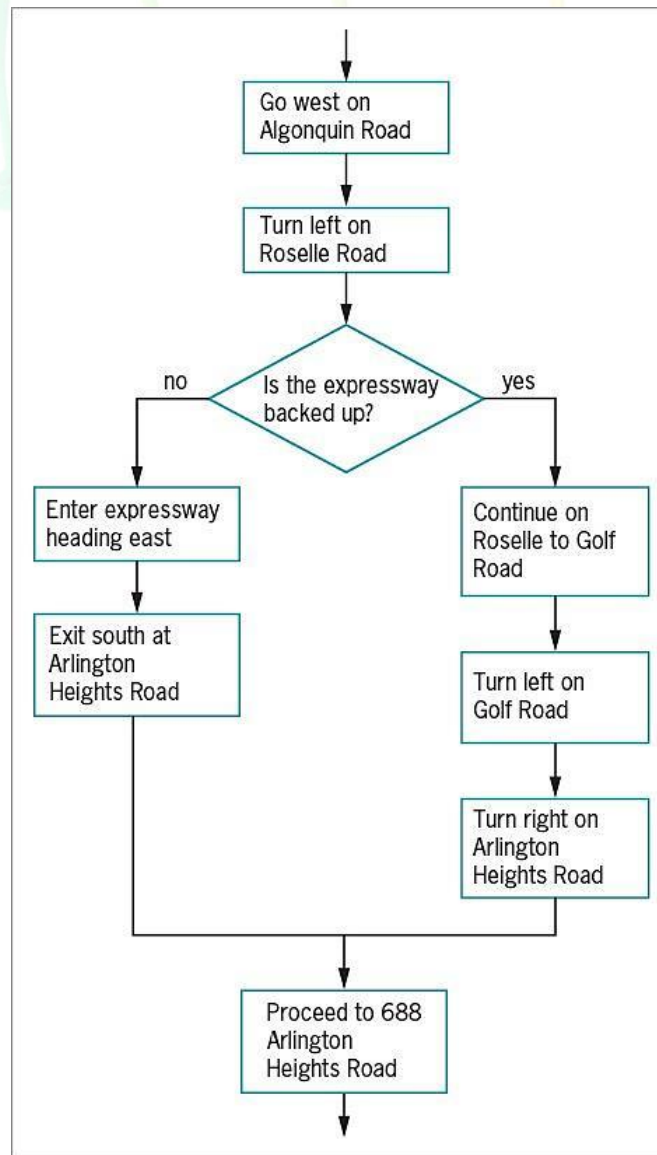 Go west on
Algonquin Road
Turn left on
Roselle Road
Is the expressway
backed up?
no
yes
Enter expressway
heading east
Exit south at
Arlington
Heights Road
Continue on
Roselle to Golf
Road
Turn left on
Golf Road
Turn right on
Arlington
Heights Road
Proceed to 688
Arlington
Heights Road